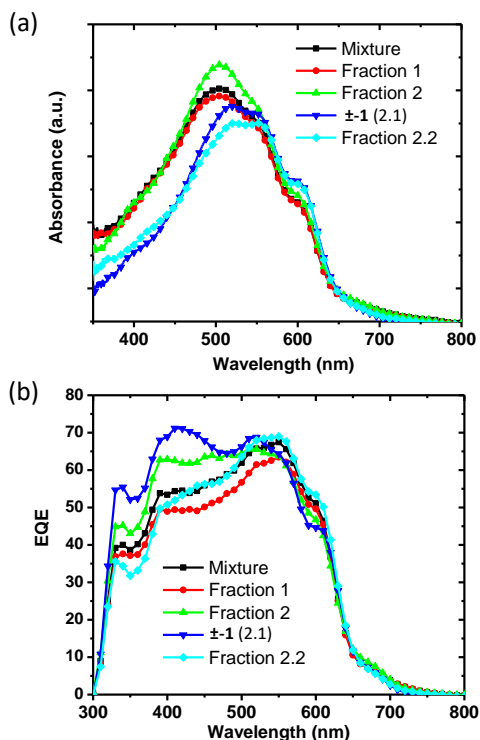 (a)
Absorbance (a.u.)
Mixture
Fraction 1
Fraction 2
±-1 (2.1)
Fraction 2.2
400 500 600 700 800
Wavelength (nm)
(b)
EQE
80
70
60
50
40
30
20
10
0
Mixture
Fraction 1
Fraction 2
±-1 (2.1)
Fraction 2.2
300 400 500 600 700 800
Wavelength (nm)